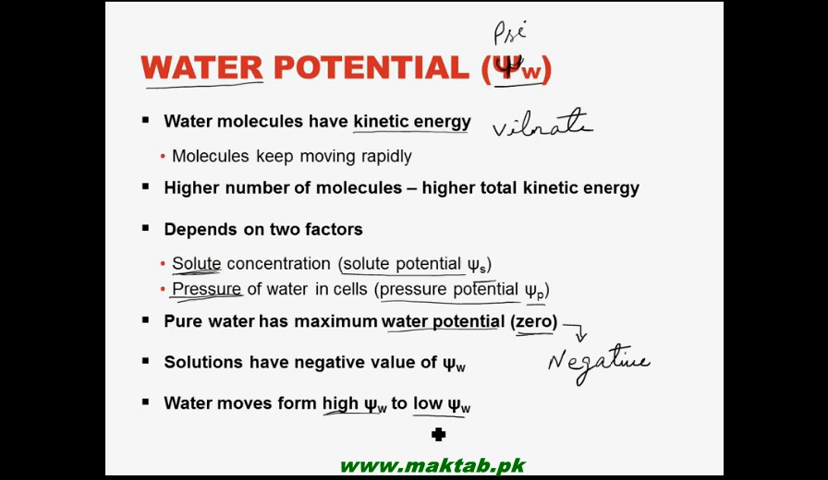 Psi
WATER POTENTIAL (Ψw)
▪ Water molecules have kinetic energy vibrate
• Molecules keep moving rapidly
▪ Higher number of molecules – higher total kinetic energy
▪ Depends on two factors
• Solute concentration (solute potential ψs)
• Pressure of water in cells (pressure potential ψp)
▪ Pure water has maximum water potential (zero)
▪ Solutions have negative value of ψw Negative
▪ Water moves form high ψw to low ψw
www.maktab.pk